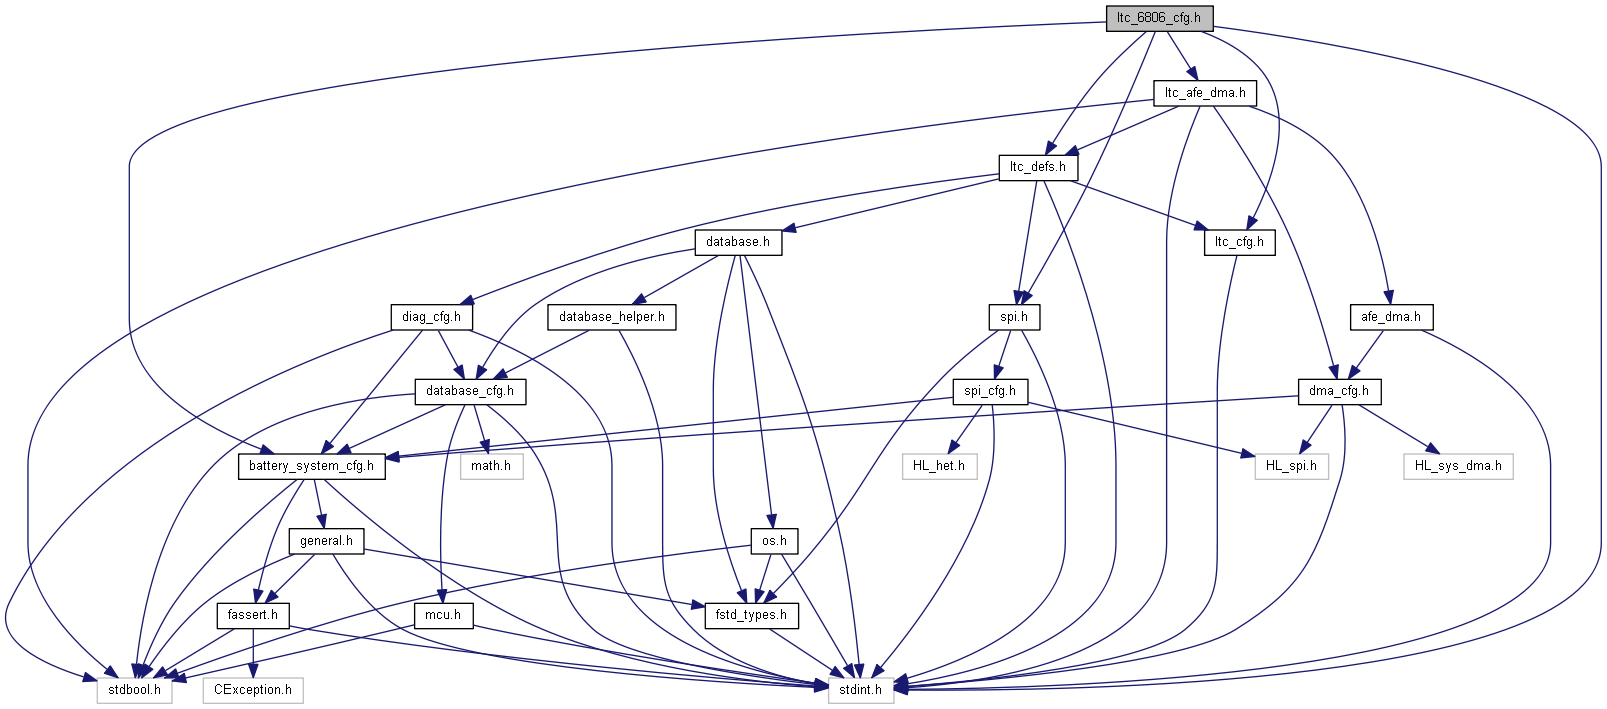 ltc_6806_cfg.h
ltc_afe_dma.h
ltc_defs.h
database.h
ltc_cfg.h
diag_cfg.h
database_helper.h
spi.h
afe_dma.h
database_cfg.h
spi_cfg.h
dma_cfg.h
battery_system_cfg.h
math.h
HL_het.h
HL_spi.h
HL_sys_dma.h
general.h
os.h
fassert.h
mcu.h
fstd_types.h
stdbool.h
CException.h
stdint.h